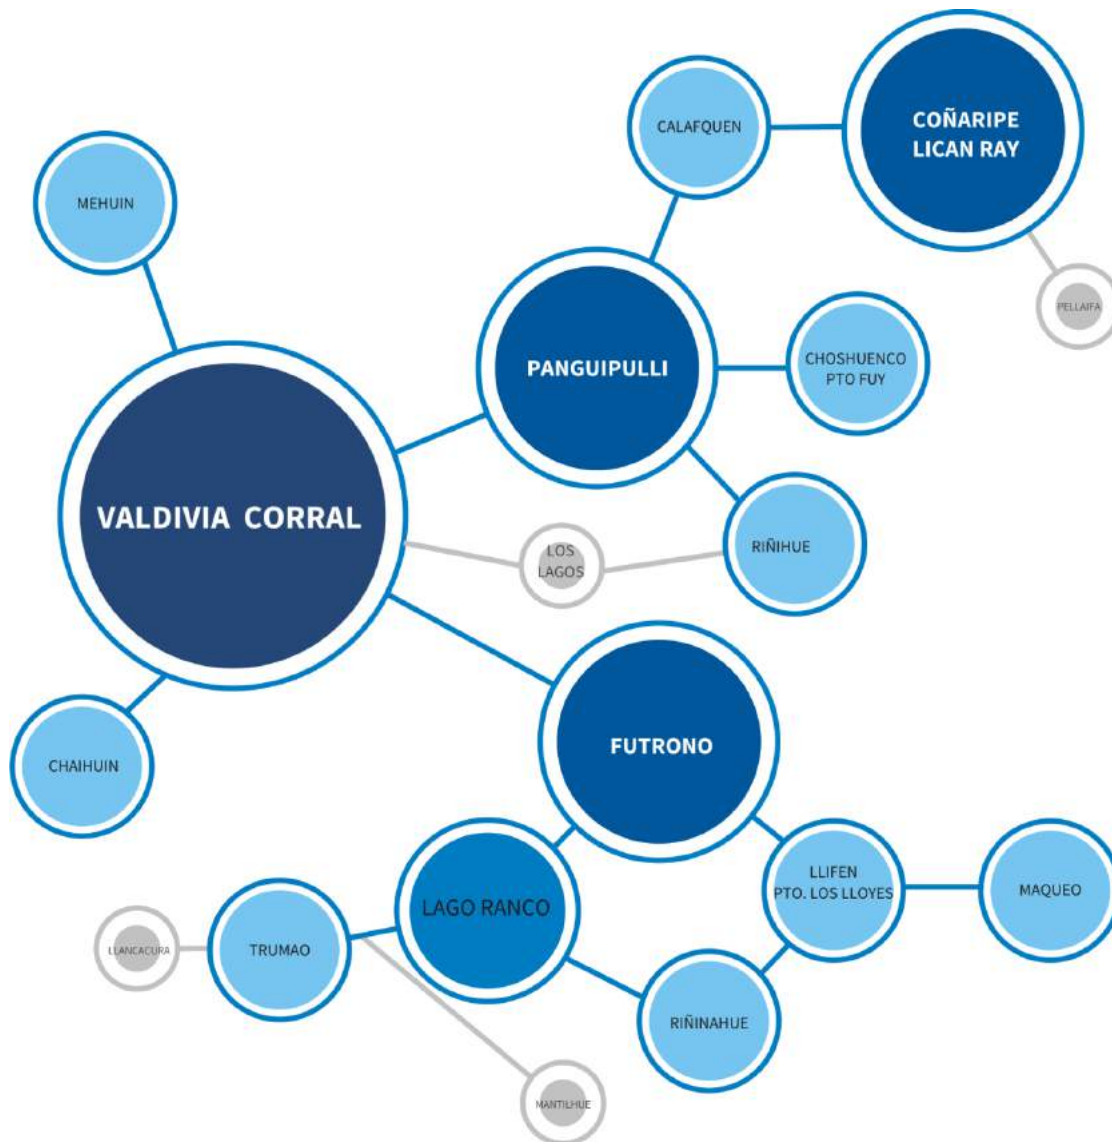 COÑARIPE
LICAN RAY
CALAFQUEN
MEHUIN
PELLAIFA
CHOSHUENCO
PTO FUY
PANGUIPULLI
VALDIVIA  CORRAL
LOS
LAGOS
RIÑIHUE
FUTRONO
CHAIHUIN
LLIFEN
PTO. LOS LLOYES
MAQUEO
LAGO RANCO
LLANCACURA
TRUMAO
RIÑINAHUE
MANTILHUE